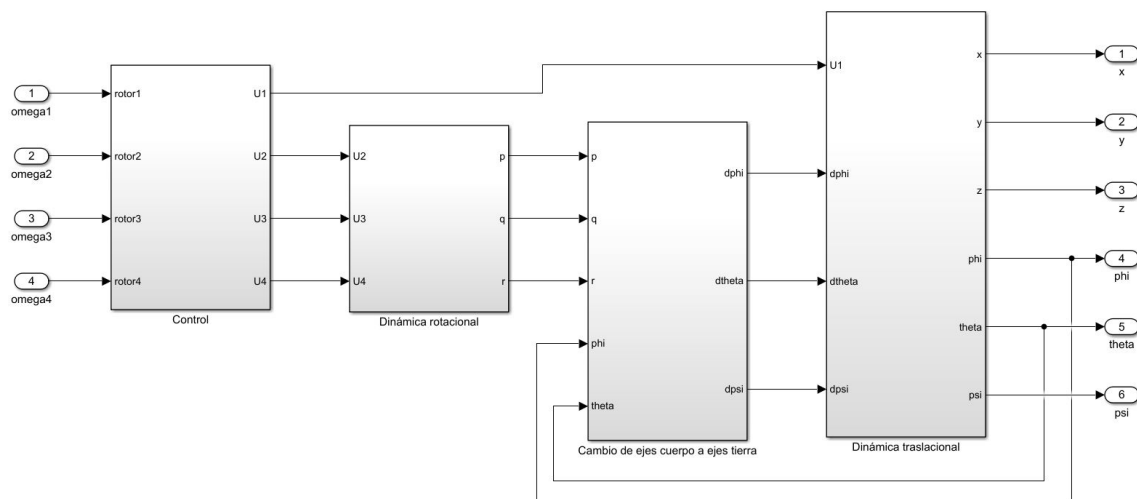 1
omega1
2
omega2
3
omega3
4
omega4
rotor1
rotor2
rotor3
rotor4
U1
U2
U3
U4
Control
U2
U3
U4
p
q
r
Dinámica rotacional
p
q
r
phi
theta
dphi
dtheta
dpsi
Cambio de ejes cuerpo a ejes tierra
U1
dphi
dtheta
dpsi
x
y
z
phi
theta
psi
Dinámica traslacional
1
x
2
y
3
z
4
phi
5
theta
6
psi